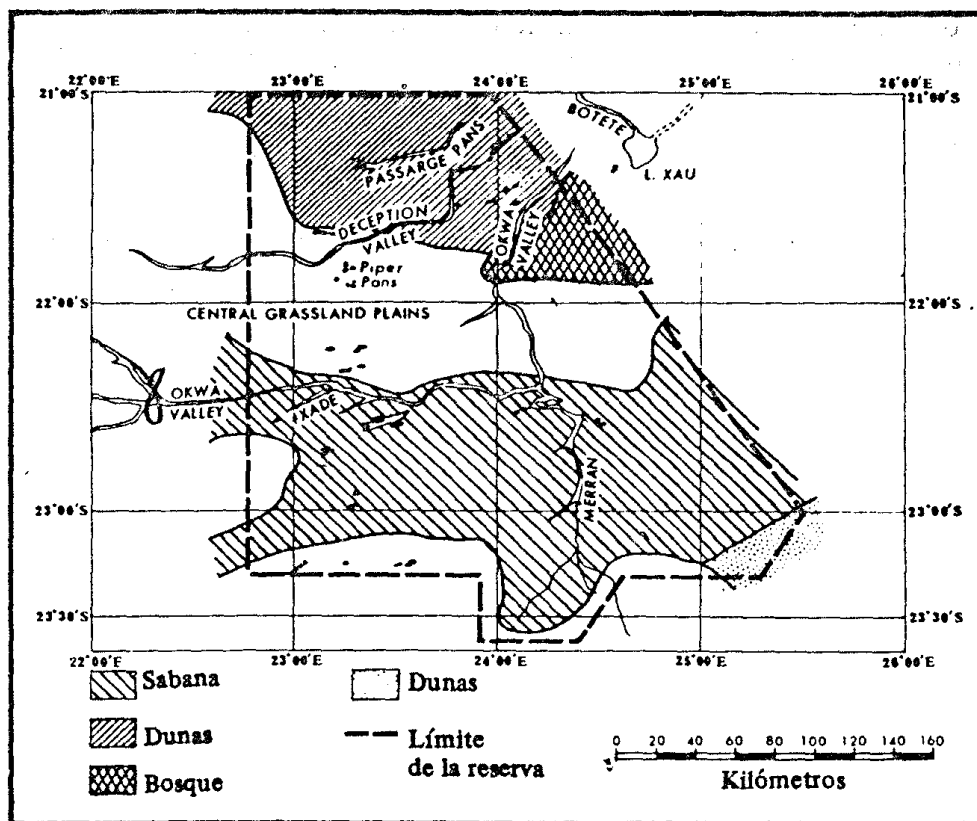 22°00'E 23°00'E 24°00'E 25°00'E 26°00'E
21°00'S 21°00'S
BOTETE
PASSARGE PANS
L. XAU
DECEPTION
VALLEY
OKWA
VALLEY
Piper
Pans
22°00'S 22°00'S
CENTRAL GRASSLAND PLAINS
OKWA
VALLEY
XADE
MERRAN
23°00'S 23°00'S
23°30'S 23°30'S
22°00'E 23°00'E 24°00'E 25°00'E 26°00'E
Sabana
Dunas
Dunas
Límite
de la reserva
Bosque
0 20 40 60 80 100 120 140 160
Kilómetros